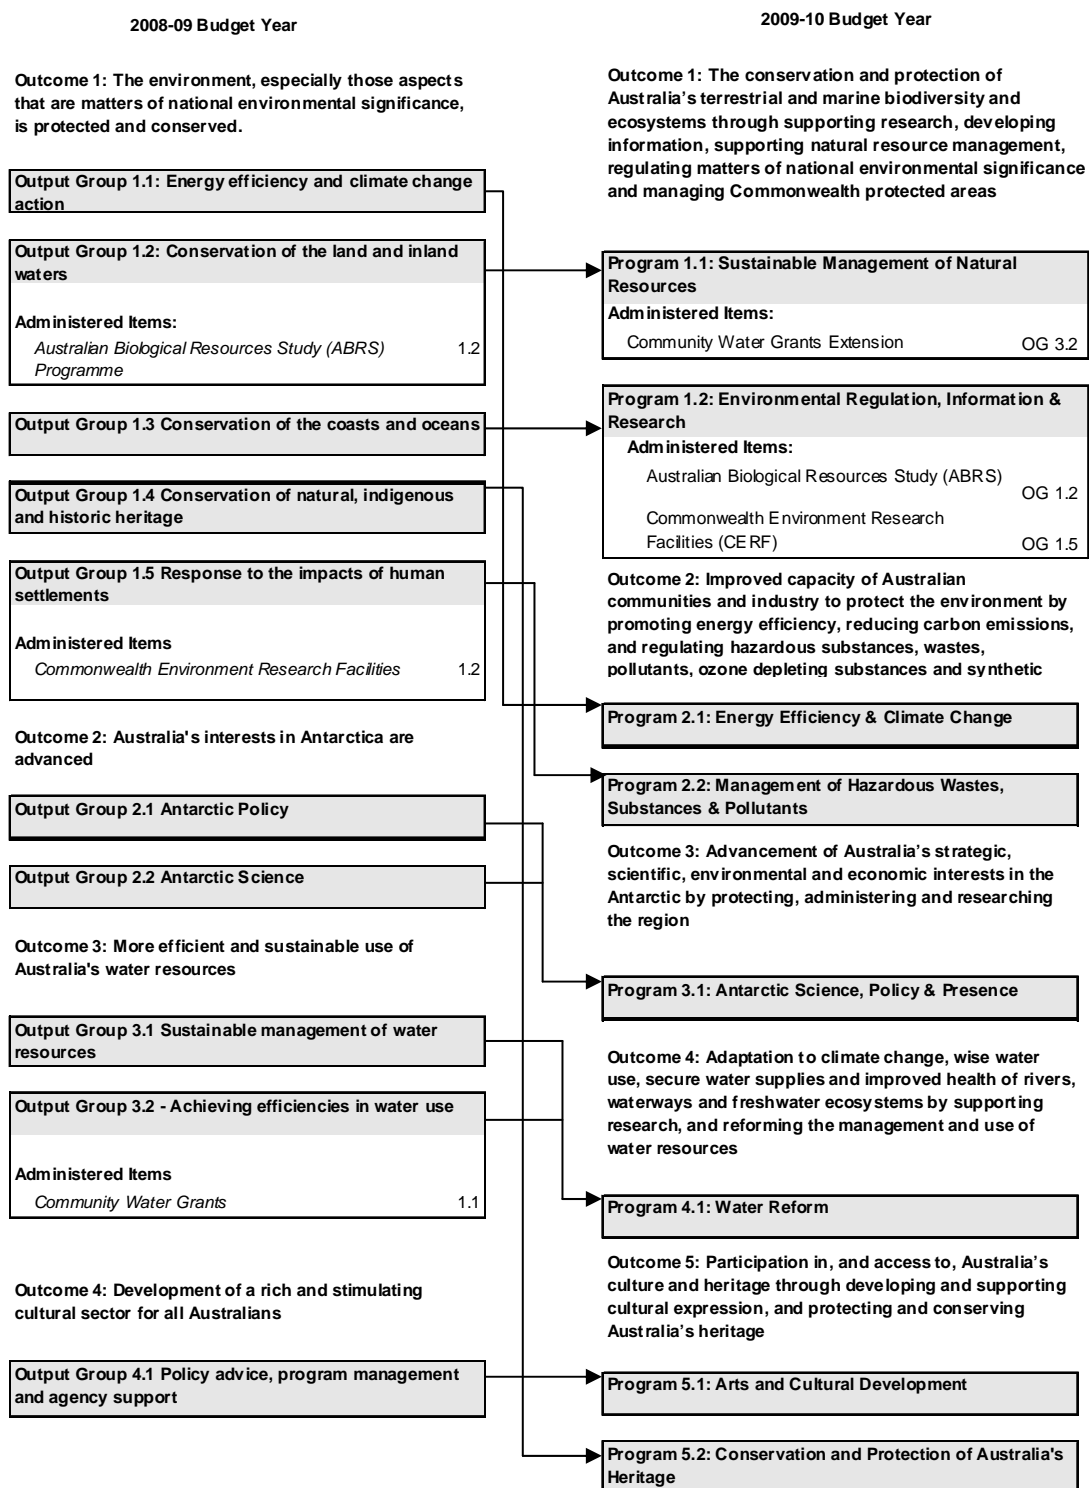 2008-09 Budget Year
Outcome 1: The environment, especially those aspects
that are matters of national environmental significance,
is protected and conserved.
Output Group 1.1: Energy efficiency and climate change
action
Output Group 1.2: Conservation of the land and inland
waters
Administered Items:
Australian Biological Resources Study (ABRS) 1.2
Programme
Output Group 1.3 Conservation of the coasts and oceans
Output Group 1.4 Conservation of natural, indigenous
and historic heritage
Output Group 1.5 Response to the impacts of human
settlements
Administered Items
Commonwealth Environment Research Facilities 1.2
Outcome 2: Australia's interests in Antarctica are
advanced
Output Group 2.1 Antarctic Policy
Output Group 2.2 Antarctic Science
Outcome 3: More efficient and sustainable use of
Australia's water resources
Output Group 3.1 Sustainable management of water
resources
Output Group 3.2 - Achieving efficiencies in water use
Administered Items
Community Water Grants 1.1
Outcome 4: Development of a rich and stimulating
cultural sector for all Australians
Output Group 4.1 Policy advice, program management
and agency support
2009-10 Budget Year
Outcome 1: The conservation and protection of
Australia’s terrestrial and marine biodiversity and
ecosystems through supporting research, developing
information, supporting natural resource management,
regulating matters of national environmental significance
and managing Commonwealth protected areas
Program 1.1: Sustainable Management of Natural
Resources
Administered Items:
Community Water Grants Extension OG 3.2
Program 1.2: Environmental Regulation, Information &
Research
Administered Items:
Australian Biological Resources Study (ABRS)
OG 1.2
Commonwealth Environment Research
Facilities (CERF) OG 1.5
Outcome 2: Improved capacity of Australian
communities and industry to protect the environment by
promoting energy efficiency, reducing carbon emissions,
and regulating hazardous substances, wastes,
pollutants, ozone depleting substances and synthetic
Program 2.1: Energy Efficiency & Climate Change
Program 2.2: Management of Hazardous Wastes,
Substances & Pollutants
Outcome 3: Advancement of Australia’s strategic,
scientific, environmental and economic interests in the
Antarctic by protecting, administering and researching
the region
Program 3.1: Antarctic Science, Policy & Presence
Outcome 4: Adaptation to climate change, wise water
use, secure water supplies and improved health of rivers,
waterways and freshwater ecosystems by supporting
research, and reforming the management and use of
water resources
Program 4.1: Water Reform
Outcome 5: Participation in, and access to, Australia’s
culture and heritage through developing and supporting
cultural expression, and protecting and conserving
Australia’s heritage
Program 5.1: Arts and Cultural Development
Program 5.2: Conservation and Protection of Australia's
Heritage